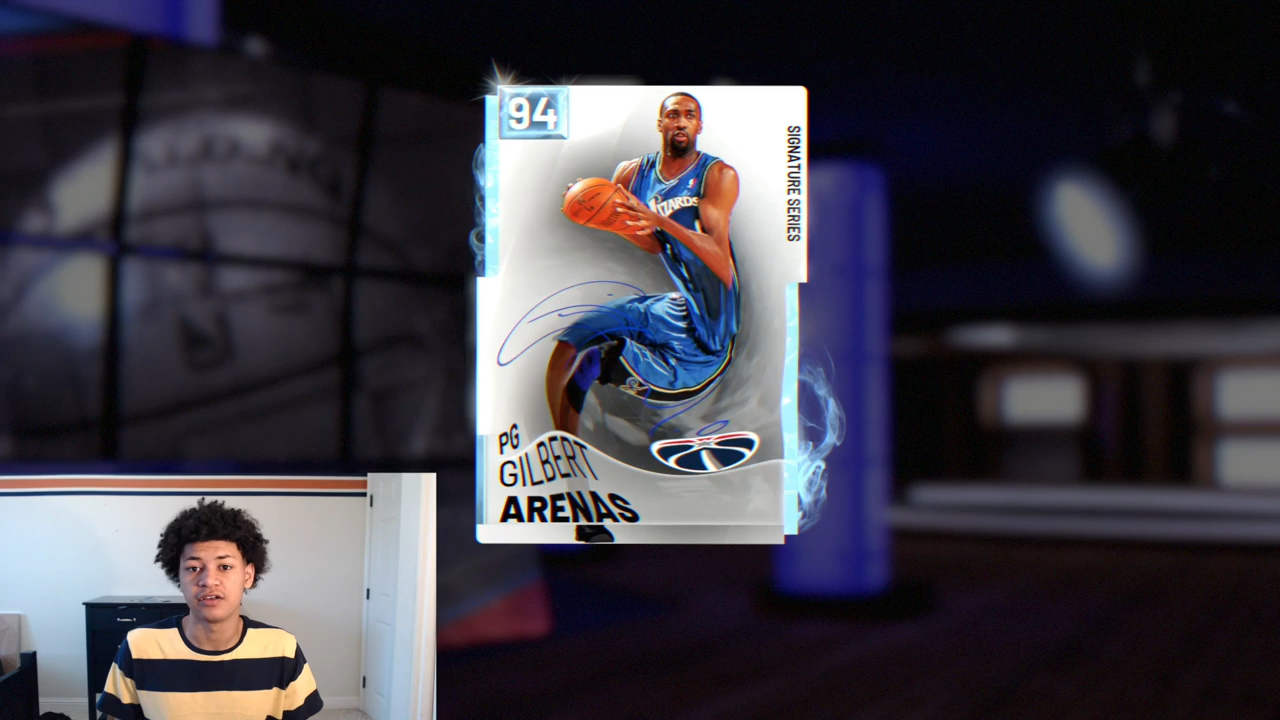 94
SIGNATURE SERIES
WIZARDS
PG
GILBERT
ARENAS